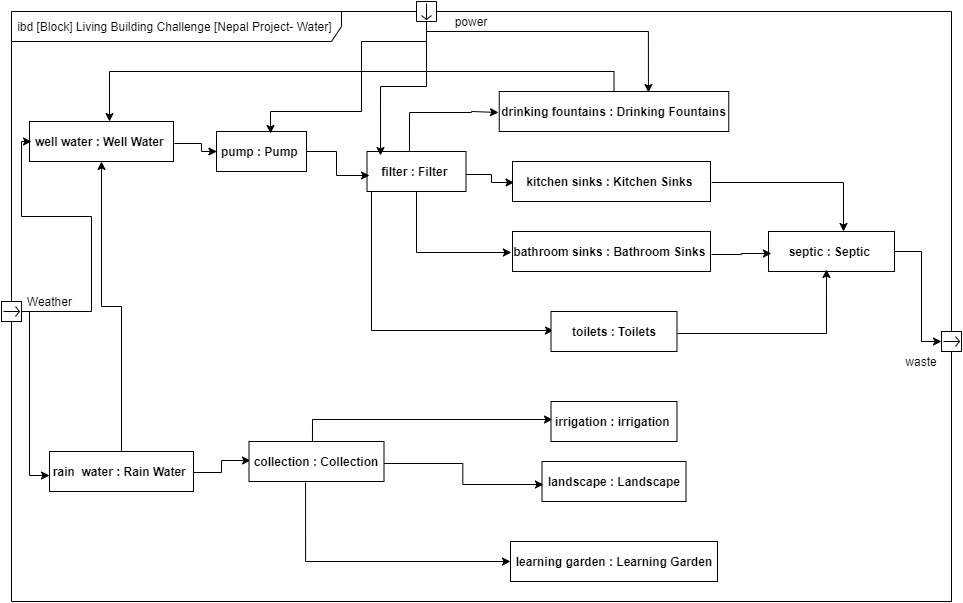 ibd [Block] Living Building Challenge [Nepal Project- Water]
power
drinking fountains : Drinking Fountains
well water : Well Water
pump : Pump
filter : Filter
kitchen sinks : Kitchen Sinks
bathroom sinks : Bathroom Sinks
septic : Septic
Weather
toilets : Toilets
waste
irrigation : irrigation
rain water : Rain Water
collection : Collection
landscape : Landscape
learning garden : Learning Garden